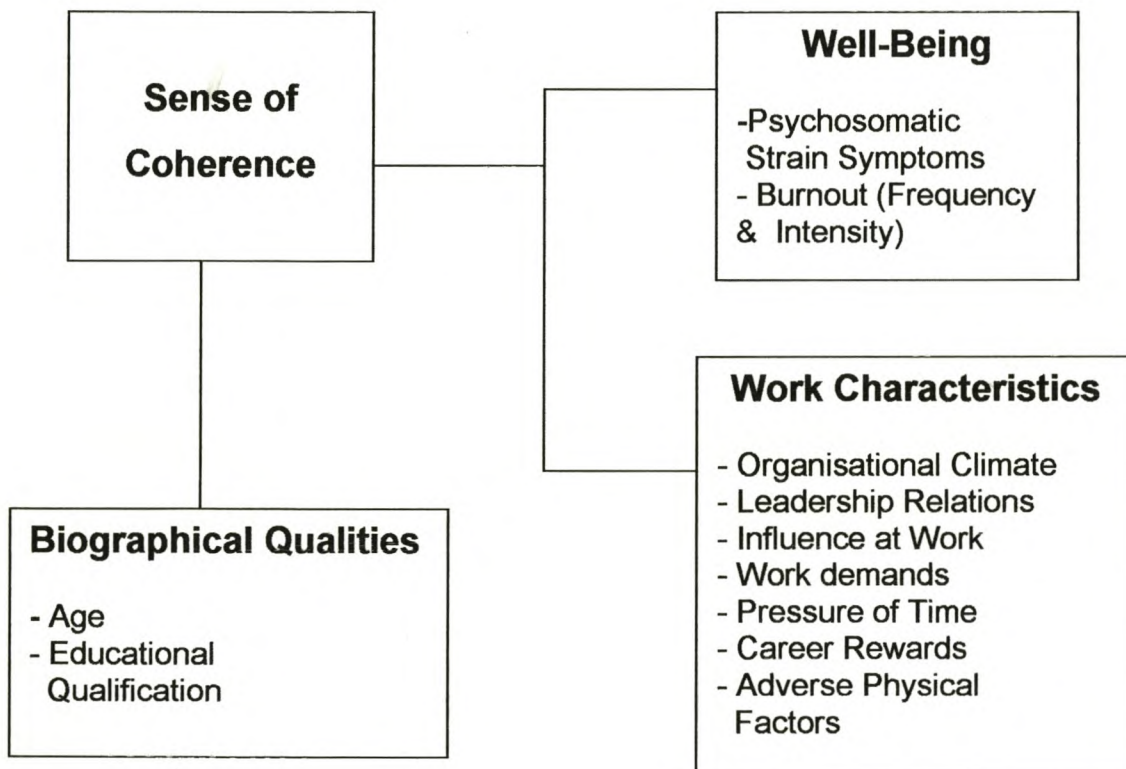 Sense of
Coherence
Well-Being
-Psychosomatic
Strain Symptoms
- Burnout (Frequency
& Intensity)
Work Characteristics
- Organisational Climate
- Leadership Relations
- Influence at Work
- Work demands
- Pressure of Time
- Career Rewards
- Adverse Physical
Factors
Biographical Qualities
- Age
- Educational
Qualification